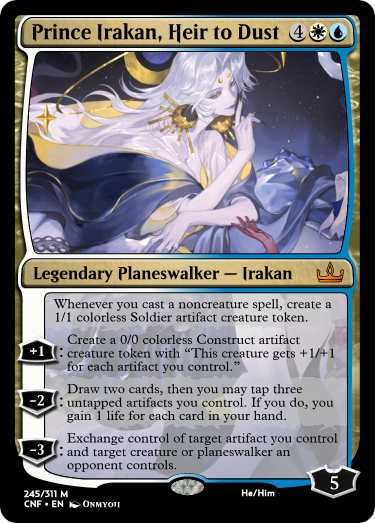 Prince Irakan, Heir to Dust 4
Legendary Planeswalker — Irakan
Whenever you cast a noncreature spell, create a
1/1 colorless Soldier artifact creature token.
+1: Create a 0/0 colorless Construct artifact
creature token with “This creature gets +1/+1
for each artifact you control.”
-2: Draw two cards, then you may tap three
untapped artifacts you control. If you do, you
gain 1 life for each card in your hand.
-3: Exchange control of target artifact you control
and target creature or planeswalker an
opponent controls.
5
245/311 M
He/Him
CNF • EN Onmyoji